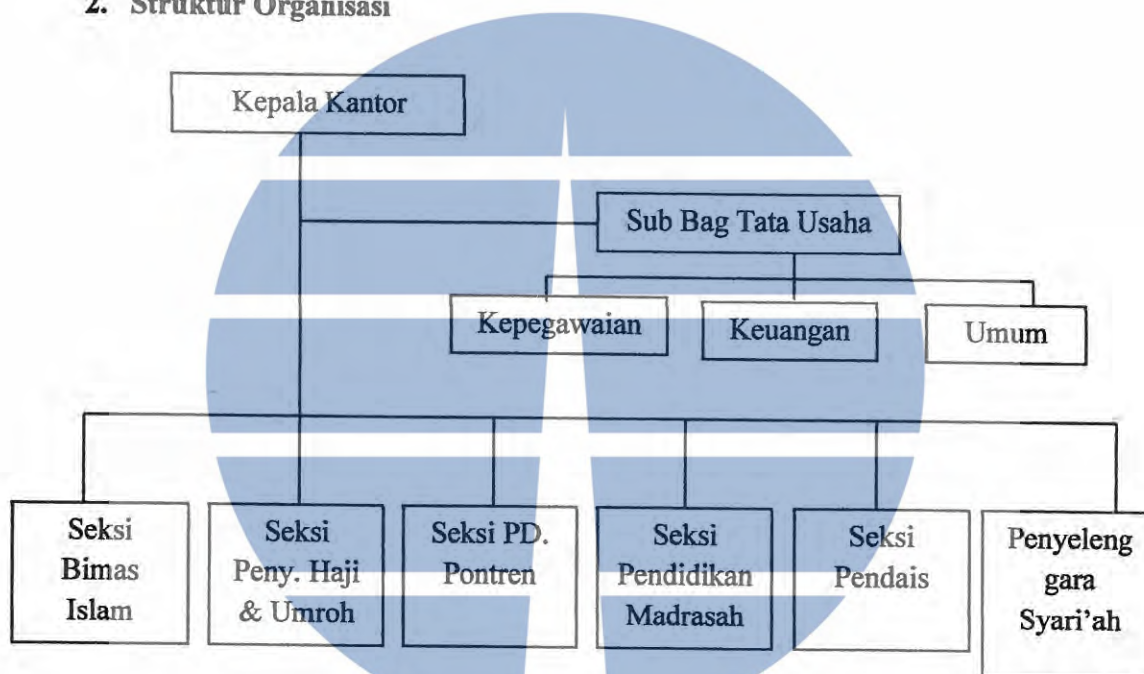 2. Struktur Organisasi
Kepala Kantor
Sub Bag Tata Usaha
Kepegawaian
Keuangan
Umum
Seksi
Bimas
Islam
Seksi
Peny. Haji
& Umroh
Seksi PD.
Pontren
Seksi
Pendidikan
Madrasah
Seksi
Pendais
Penyeleng
gara
Syari'ah